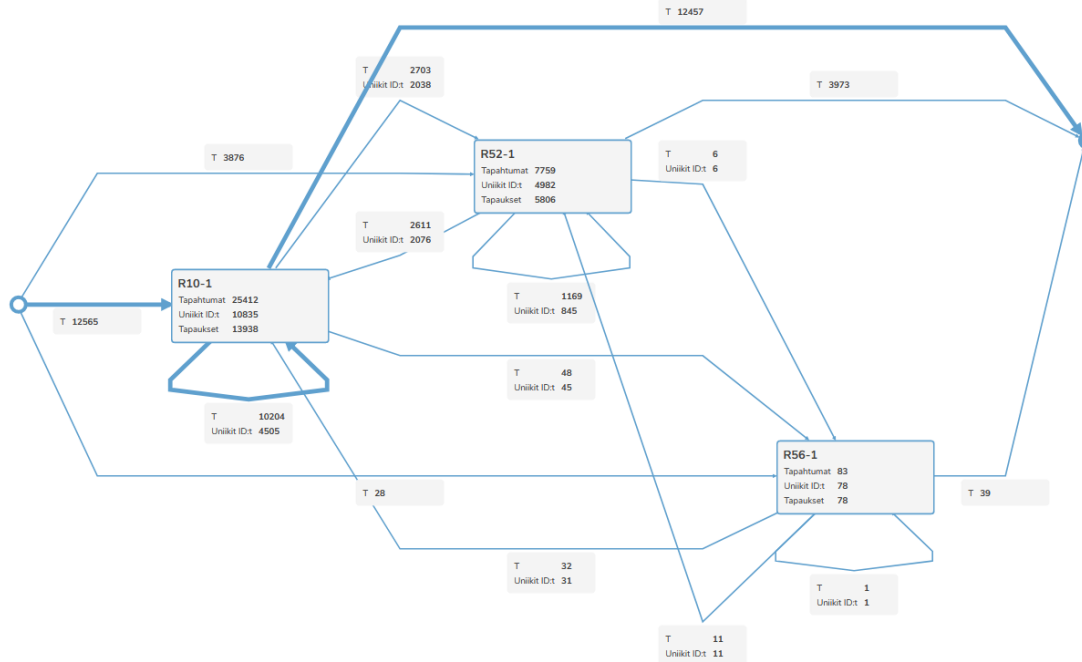 T 12457
T 2703
Uniikit ID:t 2038
T 3973
T 3876
R52-1
Tapahtumat 7759
Uniikit ID:t 4982
Tapaukset 5806
T 6
Uniikit ID:t 6
T 2611
Uniikit ID:t 2076
R10-1
Tapahtumat 25412
Uniikit ID:t 10835
Tapaukset 13938
T 12565
T 1169
Uniikit ID:t 845
T 48
Uniikit ID:t 45
T 10204
Uniikit ID:t 4505
R56-1
Tapahtumat 83
Uniikit ID:t 78
Tapaukset 78
T 28
T 39
T 32
Uniikit ID:t 31
T 1
Uniikit ID:t 1
T 11
Uniikit ID:t 11